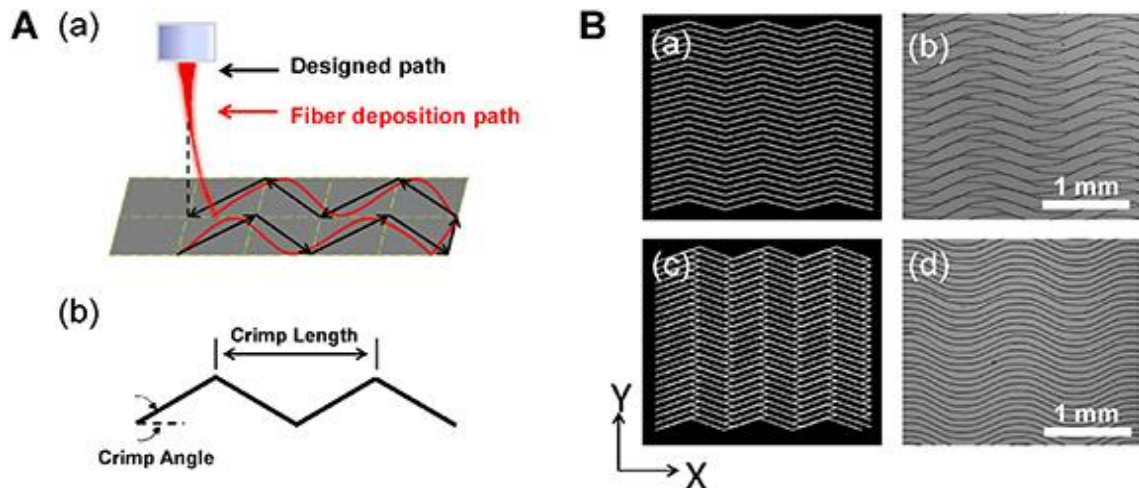 A (a)
Designed path
Fiber deposition path
(b)
Crimp Length
Crimp Angle
B (a)
(b)
1 mm
(c)
(d)
1 mm
Y
X